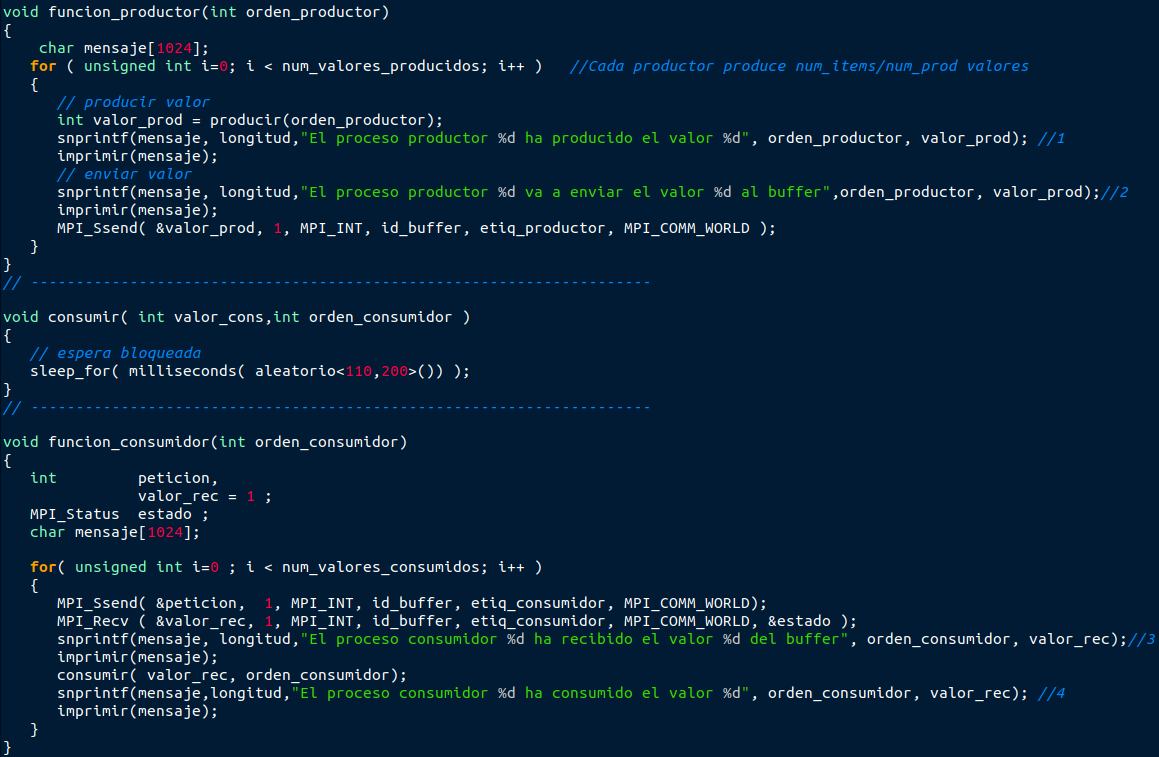 void funcion_productor(int orden_productor)
{
    char mensaje[1024];
   for ( unsigned int i=0; i < num_valores_producidos; i++ )   //Cada productor produce num_items/num_prod valores
   {
      // producir valor
      int valor_prod = producir(orden_productor);
      snprintf(mensaje, longitud,"El proceso productor %d ha producido el valor %d", orden_productor, valor_prod); //1
      imprimir(mensaje);
      // enviar valor
      snprintf(mensaje, longitud,"El proceso productor %d va a enviar el valor %d al buffer",orden_productor, valor_prod);//2
      imprimir(mensaje);
      MPI_Ssend( &valor_prod, 1, MPI_INT, id_buffer, etiq_productor, MPI_COMM_WORLD );
   }
}
// ---------------------------------------------------------------------

void consumir( int valor_cons,int orden_consumidor )
{
   // espera bloqueada
   sleep_for( milliseconds( aleatorio<110,200>()) );
}
// ---------------------------------------------------------------------

void funcion_consumidor(int orden_consumidor)
{
   int         peticion,
               valor_rec = 1 ;
   MPI_Status  estado ;
   char mensaje[1024];

   for( unsigned int i=0 ; i < num_valores_consumidos; i++ )
   {
      MPI_Ssend( &peticion,  1, MPI_INT, id_buffer, etiq_consumidor, MPI_COMM_WORLD);
      MPI_Recv ( &valor_rec, 1, MPI_INT, id_buffer, etiq_consumidor, MPI_COMM_WORLD, &estado );
      snprintf(mensaje, longitud,"El proceso consumidor %d ha recibido el valor %d del buffer", orden_consumidor, valor_rec);//3
      imprimir(mensaje);
      consumir( valor_rec, orden_consumidor);
      snprintf(mensaje,longitud,"El proceso consumidor %d ha consumido el valor %d", orden_consumidor, valor_rec); //4
      imprimir(mensaje);
   }
}